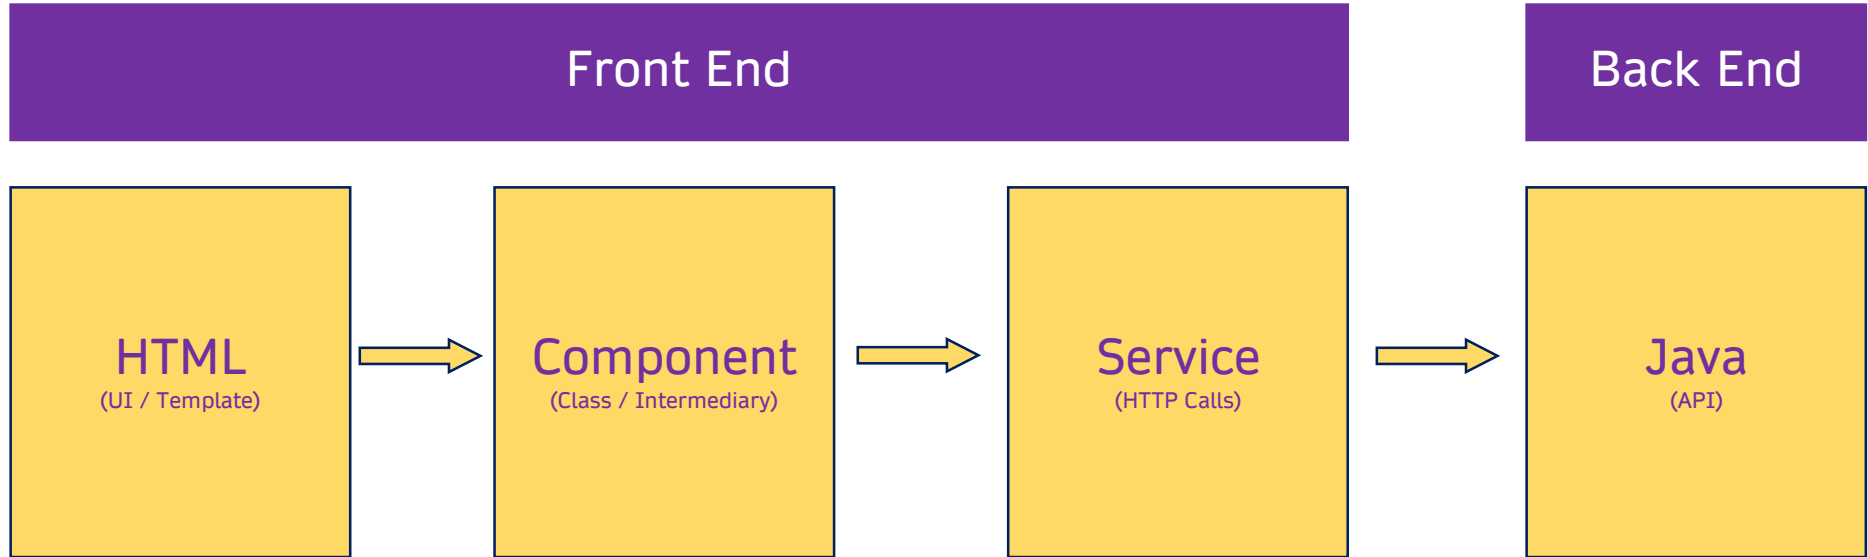 Front End
Back End
HTML
(UI / Template)
Component
(Class / Intermediary)
Service
(HTTP Calls)
Java
(API)